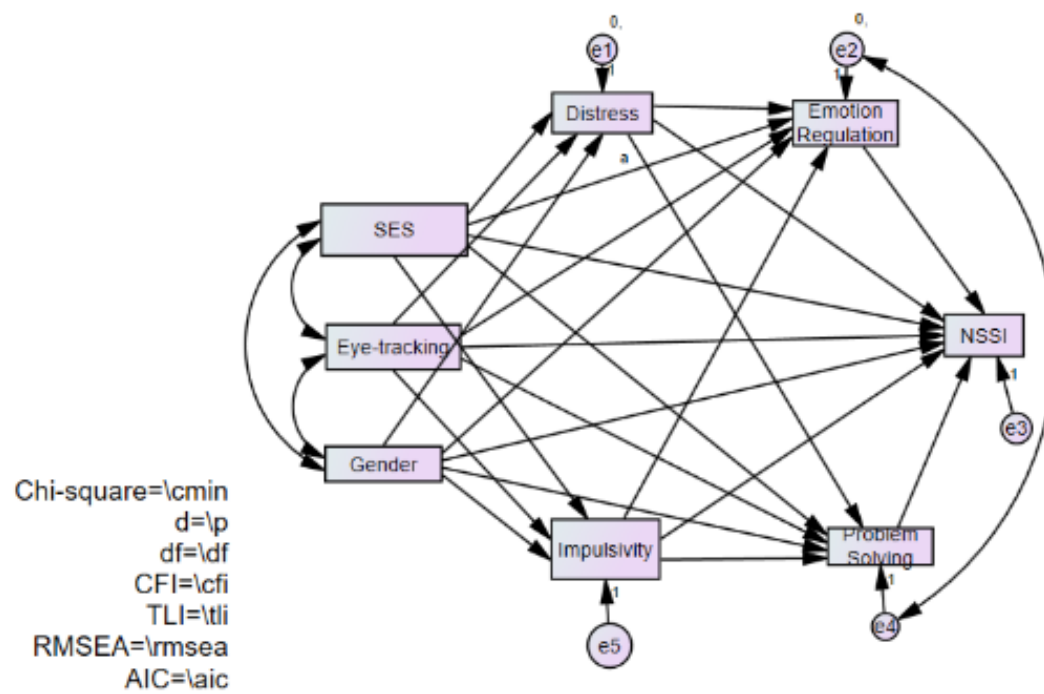 0,
e1
1
0,
e2
1
Distress
Emotion
Regulation
a
SES
Eye-tracking
NSSI
1
e3
Gender
Chi-square=\cmin
d=\p
df=\df
CFI=\cfi
TLI=\tli
RMSEA=\rmsea
AIC=\aic
Impulsivity
1
e5
Problem
Solving
1
e4